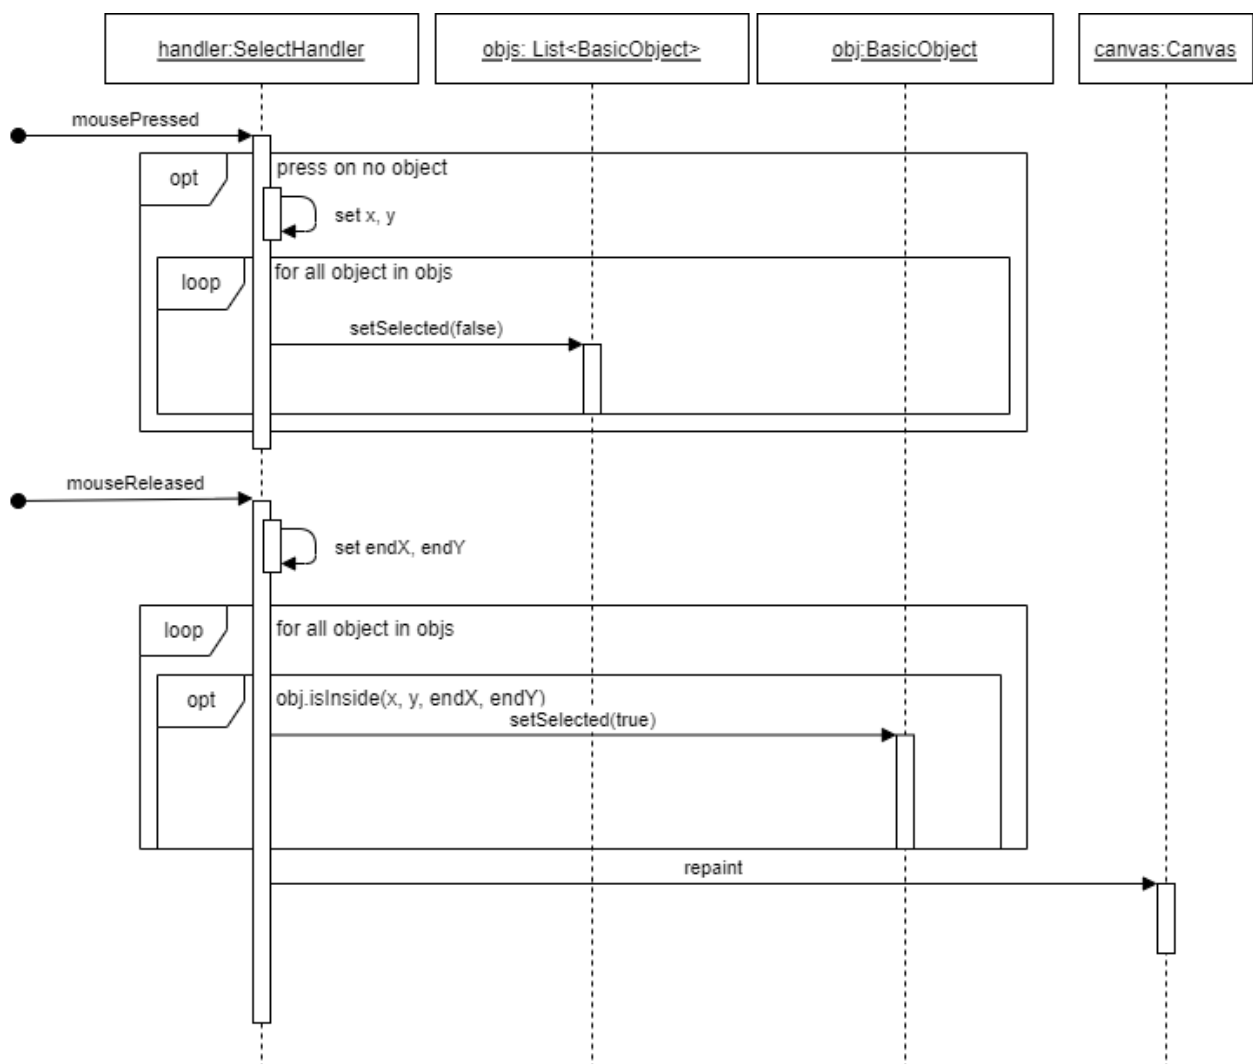 handler:SelectHandler
objs: List<BasicObject>
obj:BasicObject
canvas:Canvas
mousePressed
opt
press on no object
set x, y
loop
for all object in objs
setSelected(false)
mouseReleased
set endX, endY
loop
for all object in objs
opt
obj.isInside(x, y, endX, endY)
setSelected(true)
repaint